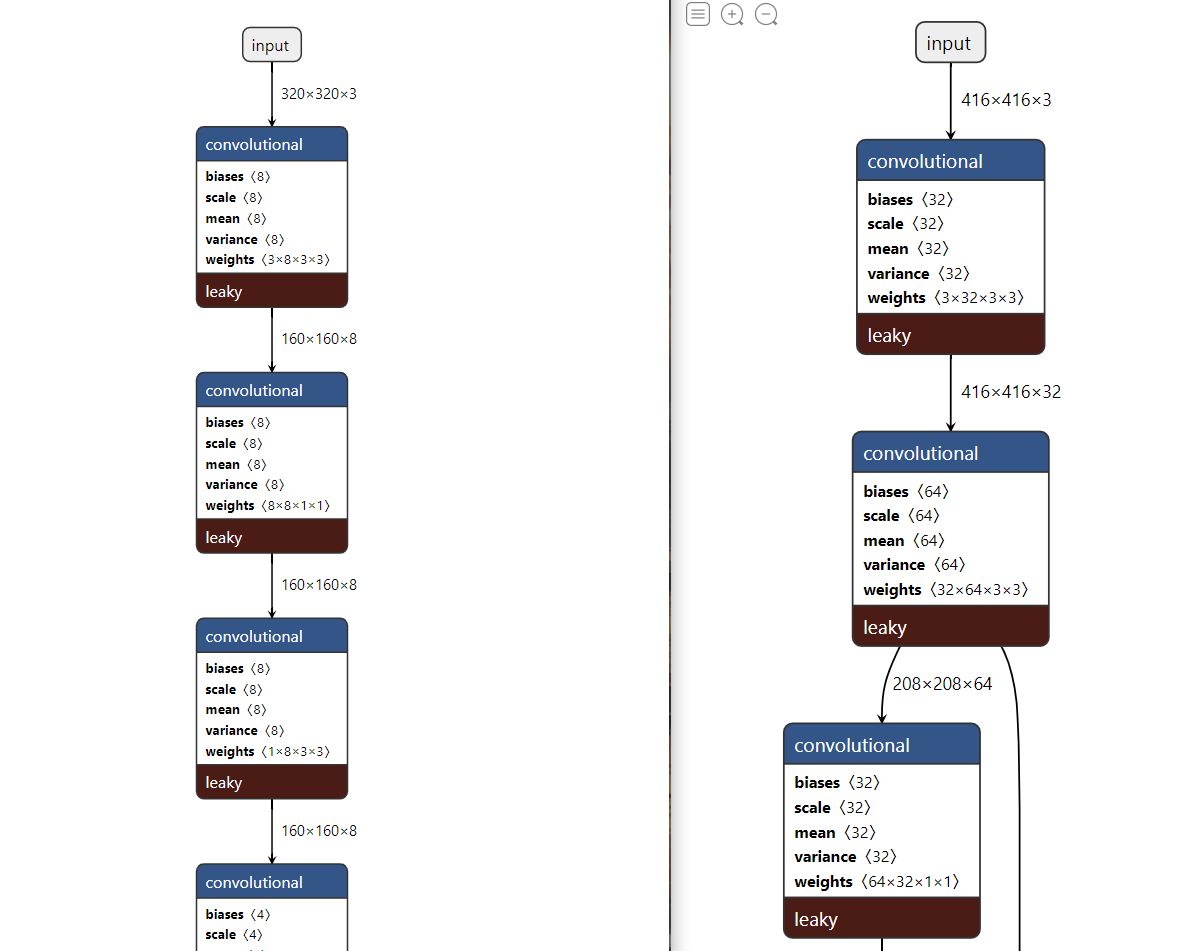 input
320×320×3
convolutional
biases 〈8〉
scale 〈8〉
mean 〈8〉
variance 〈8〉
weights 〈3×8×3×3〉
leaky
160×160×8
convolutional
biases 〈8〉
scale 〈8〉
mean 〈8〉
variance 〈8〉
weights 〈8×8×1×1〉
leaky
160×160×8
convolutional
biases 〈8〉
scale 〈8〉
mean 〈8〉
variance 〈8〉
weights 〈1×8×3×3〉
leaky
160×160×8
convolutional
biases 〈4〉
scale 〈4〉
input
416×416×3
convolutional
biases 〈32〉
scale 〈32〉
mean 〈32〉
variance 〈32〉
weights 〈3×32×3×3〉
leaky
416×416×32
convolutional
biases 〈64〉
scale 〈64〉
mean 〈64〉
variance 〈64〉
weights 〈32×64×3×3〉
leaky
208×208×64
convolutional
biases 〈32〉
scale 〈32〉
mean 〈32〉
variance 〈32〉
weights 〈64×32×1×1〉
leaky